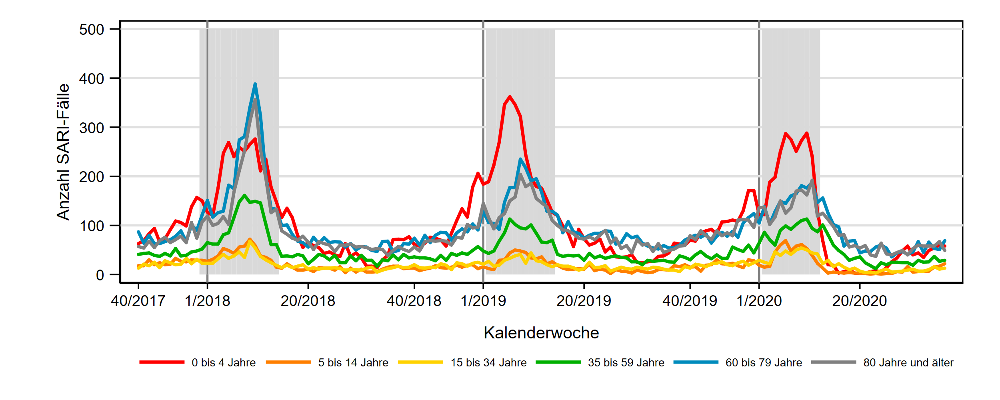 500
400
300
200
100
0
Anzahl SARI-Fälle
40/2017 1/2018 20/2018 40/2018 1/2019 20/2019 40/2019 1/2020 20/2020
Kalenderwoche
0 bis 4 Jahre 5 bis 14 Jahre 15 bis 34 Jahre 35 bis 59 Jahre 60 bis 79 Jahre 80 Jahre und älter